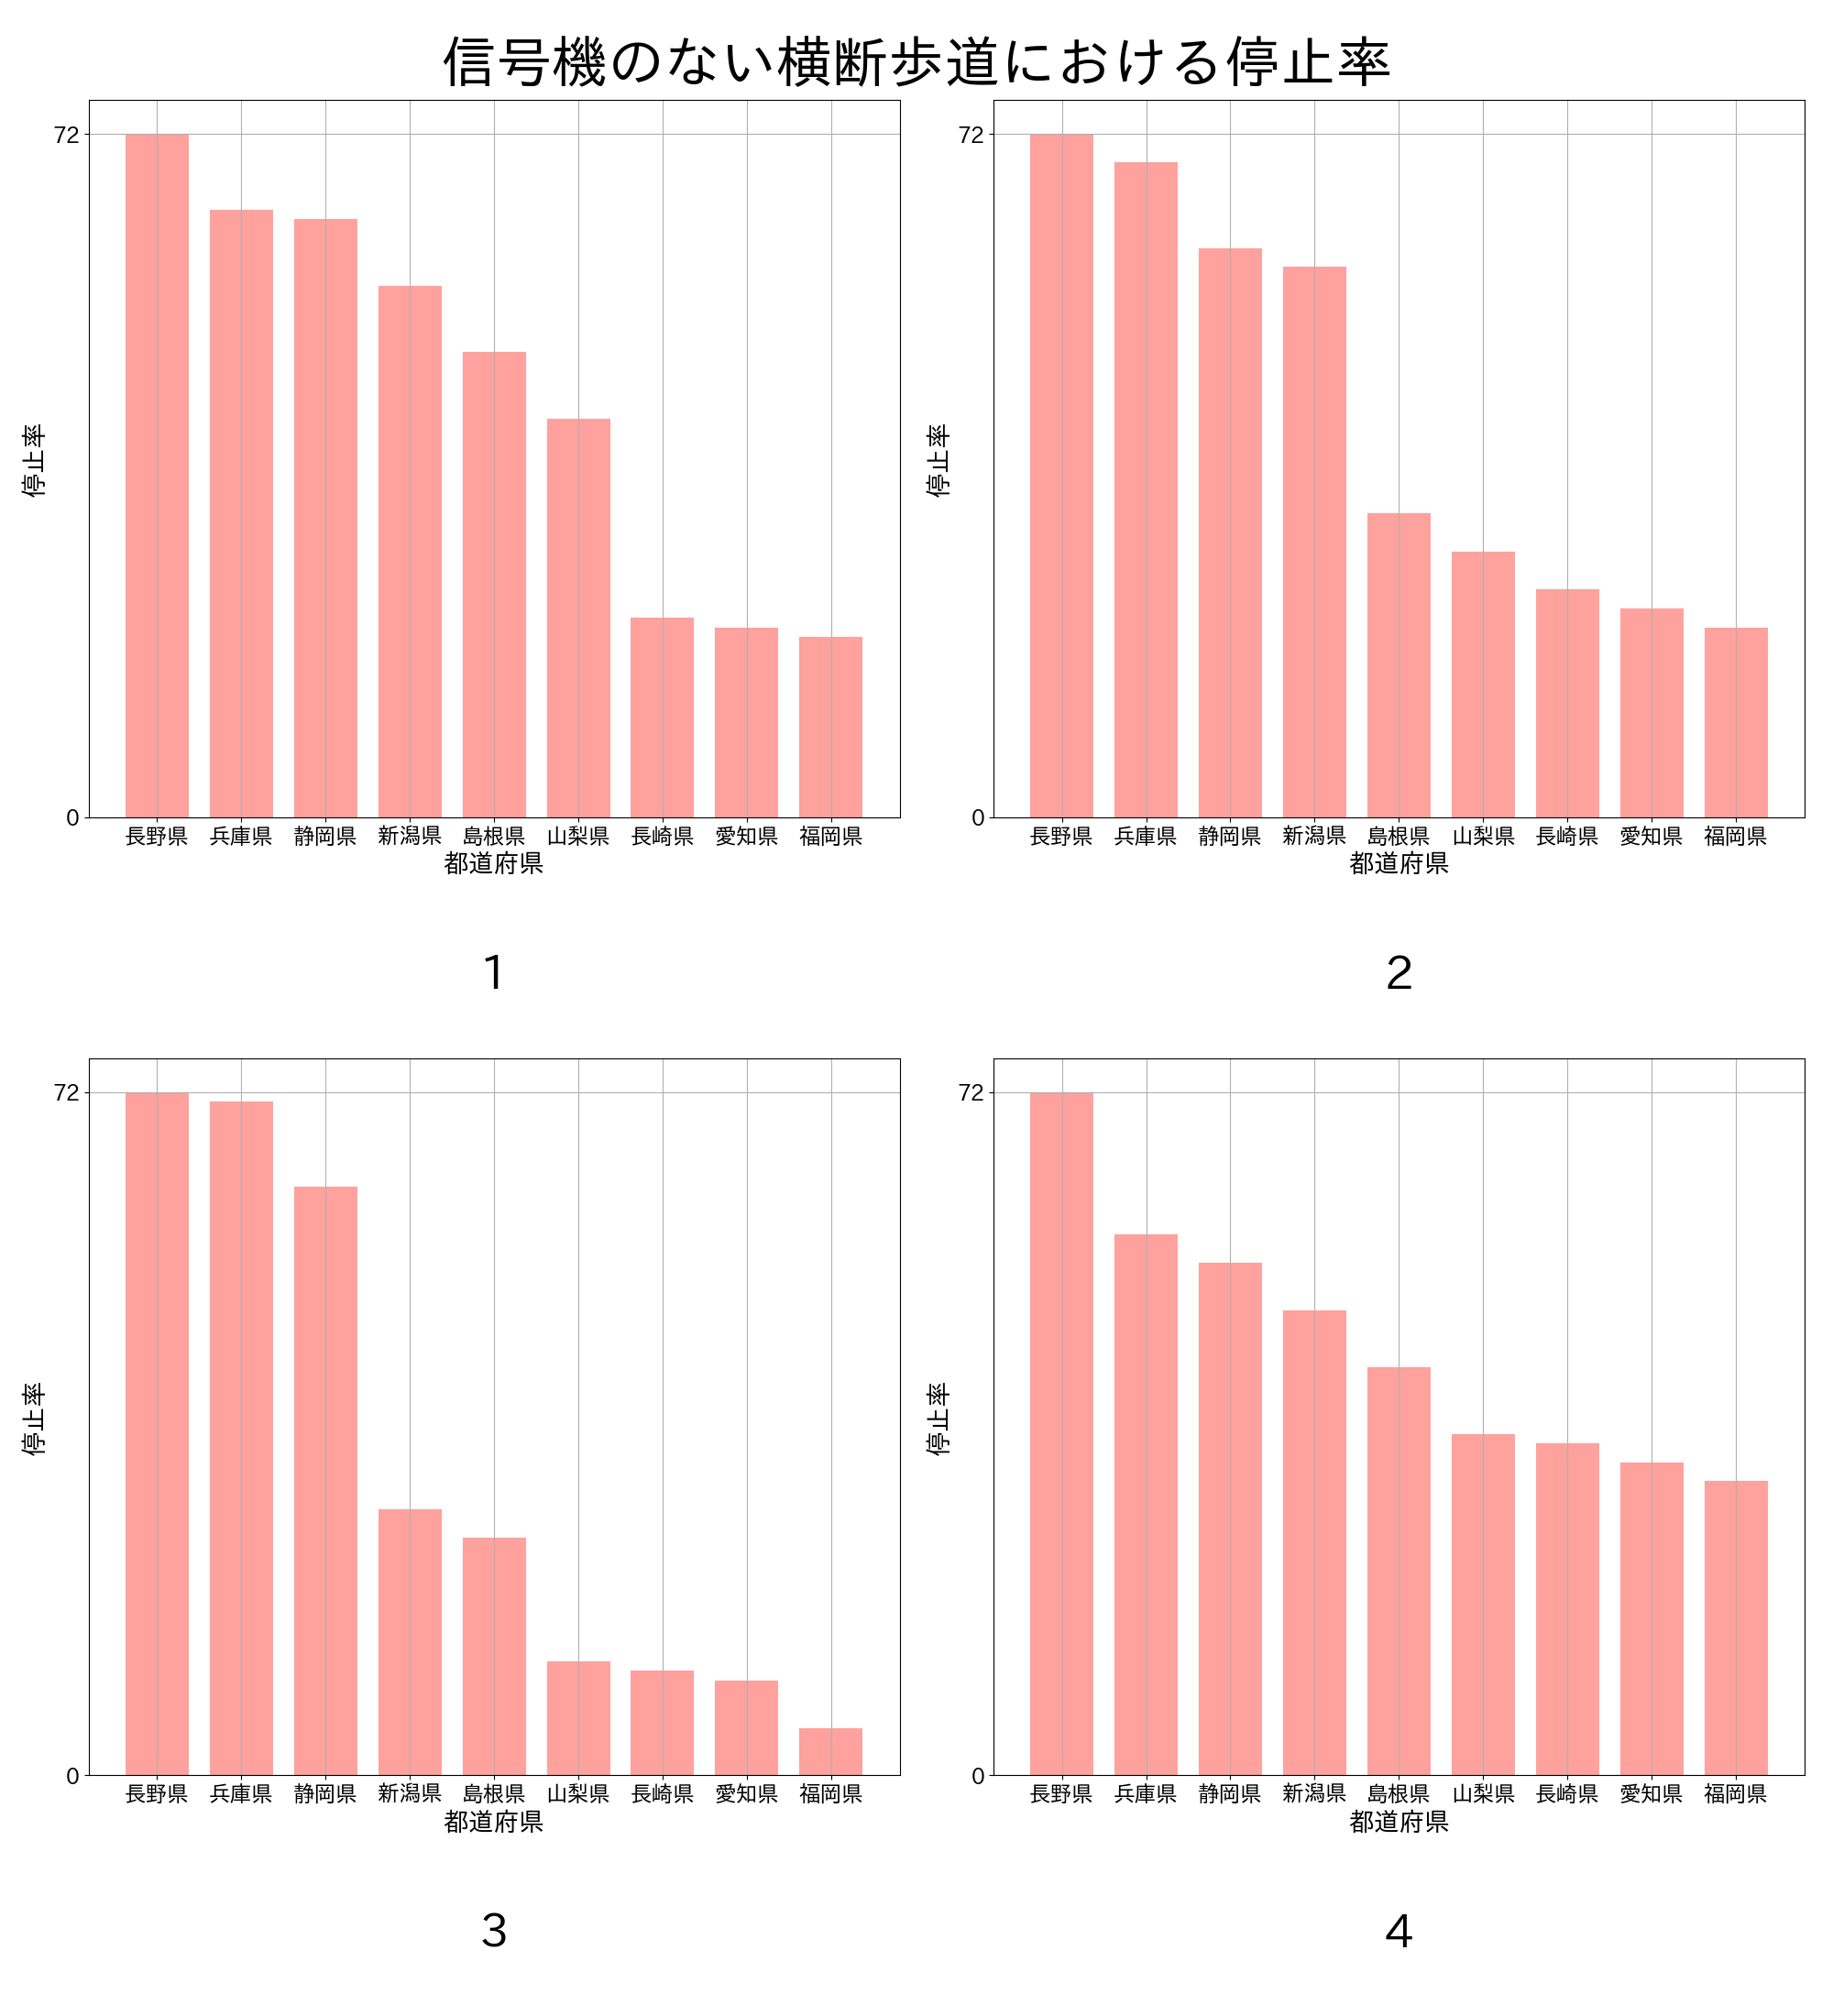 信号機のない横断歩道における停止率
72
0
停止率
長野県 兵庫県 静岡県 新潟県 島根県 山梨県 長崎県 愛知県 福岡県
都道府県
1
72
0
停止率
長野県 兵庫県 静岡県 新潟県 島根県 山梨県 長崎県 愛知県 福岡県
都道府県
2
72
0
停止率
長野県 兵庫県 静岡県 新潟県 島根県 山梨県 長崎県 愛知県 福岡県
都道府県
3
72
0
停止率
長野県 兵庫県 静岡県 新潟県 島根県 山梨県 長崎県 愛知県 福岡県
都道府県
4